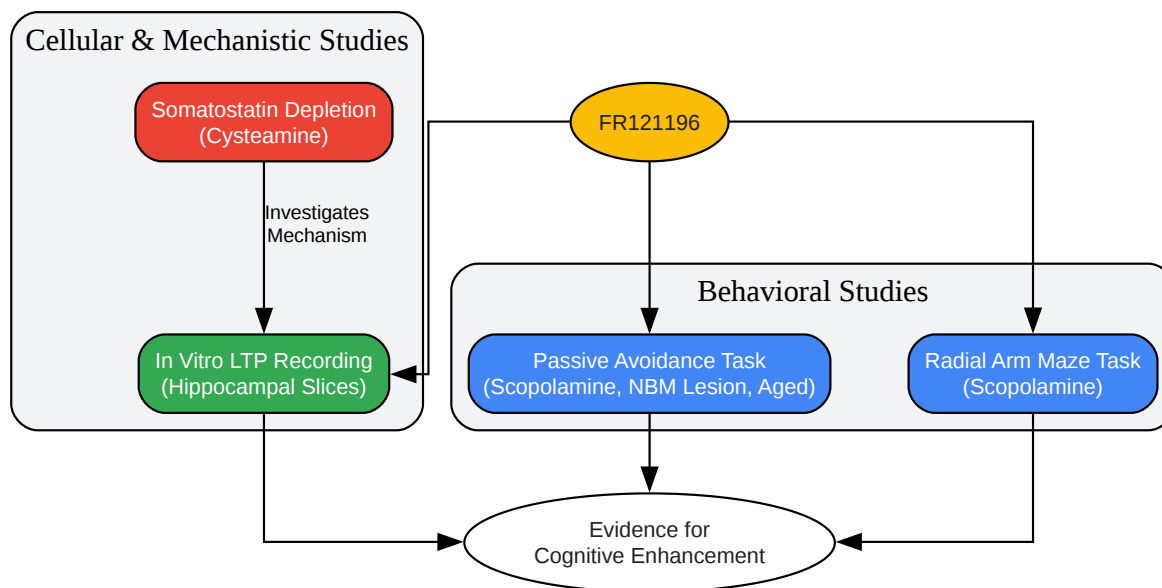 Cellular & Mechanistic Studies
Somatostatin Depletion
(Cysteamine)
FR121196
Investigates
Mechanism
Behavioral Studies
In Vitro LTP Recording
(Hippocampal Slices)
Passive Avoidance Task
(Scopolamine, NBM Lesion, Aged)
Radial Arm Maze Task
(Scopolamine)
Evidence for
Cognitive Enhancement